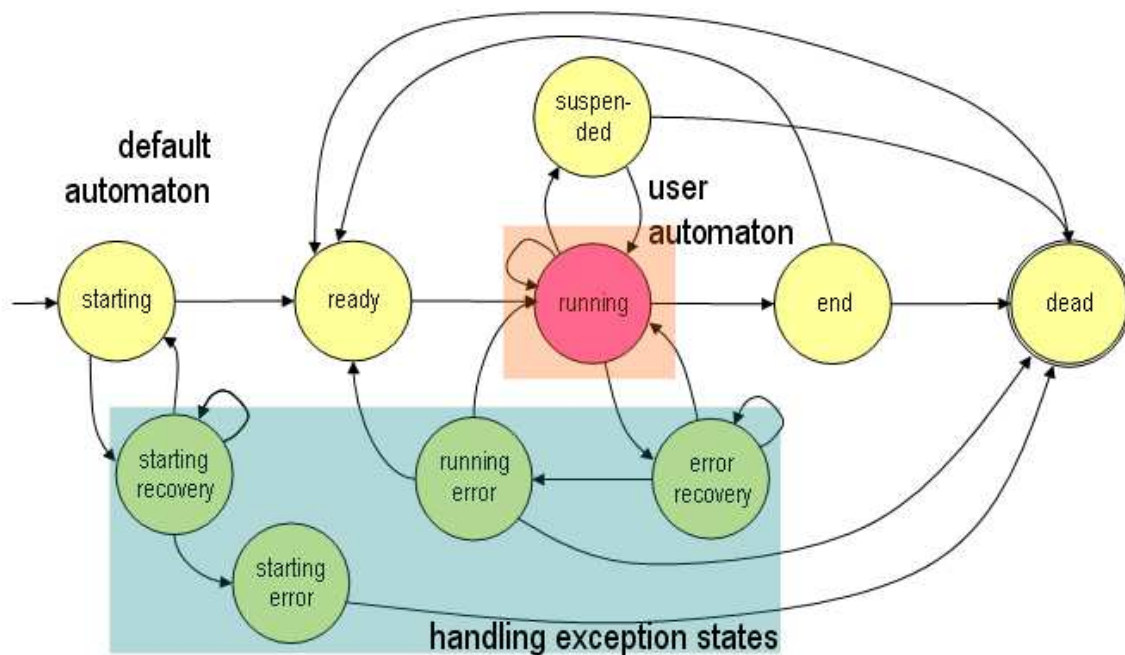 suspen-
ded
default
automaton
user
automaton
starting
ready
running
end
dead
starting
recovery
running
error
error
recovery
starting
error
handling exception states